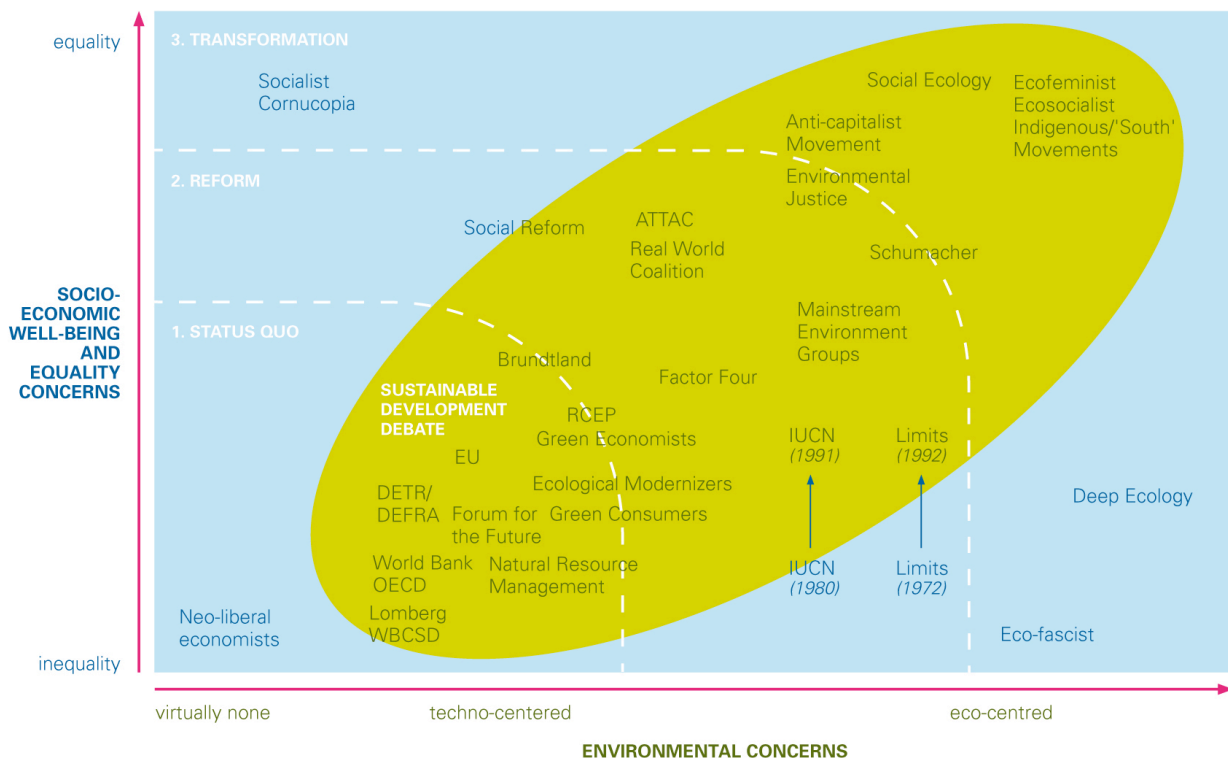 equality
3. TRANSFORMATION
Socialist
Cornucopia
Social Ecology
Ecofeminist
Ecosocialist
Indigenous/'South'
Movements
Anti-capitalist
Movement
2. REFORM
Environmental
Justice
Social Reform
ATTAC
Real World
Coalition
Schumacher
SOCIO-
ECONOMIC
WELL-BEING
AND
EQUALITY
CONCERNS
1. STATUS QUO
Mainstream
Environment
Groups
Brundtland
Factor Four
SUSTAINABLE
DEVELOPMENT
DEBATE
RCEP
Green Economists
IUCN
(1991)
Limits
(1992)
EU
Ecological Modernizers
DETR/
DEFRA
Forum for
the Future
Green Consumers
Deep Ecology
World Bank
OECD
Natural Resource
Management
IUCN
(1980)
Limits
(1972)
Neo-liberal
economists
Lomberg
WBCSD
Eco-fascist
inequality
virtually none
techno-centered
eco-centred
ENVIRONMENTAL CONCERNS